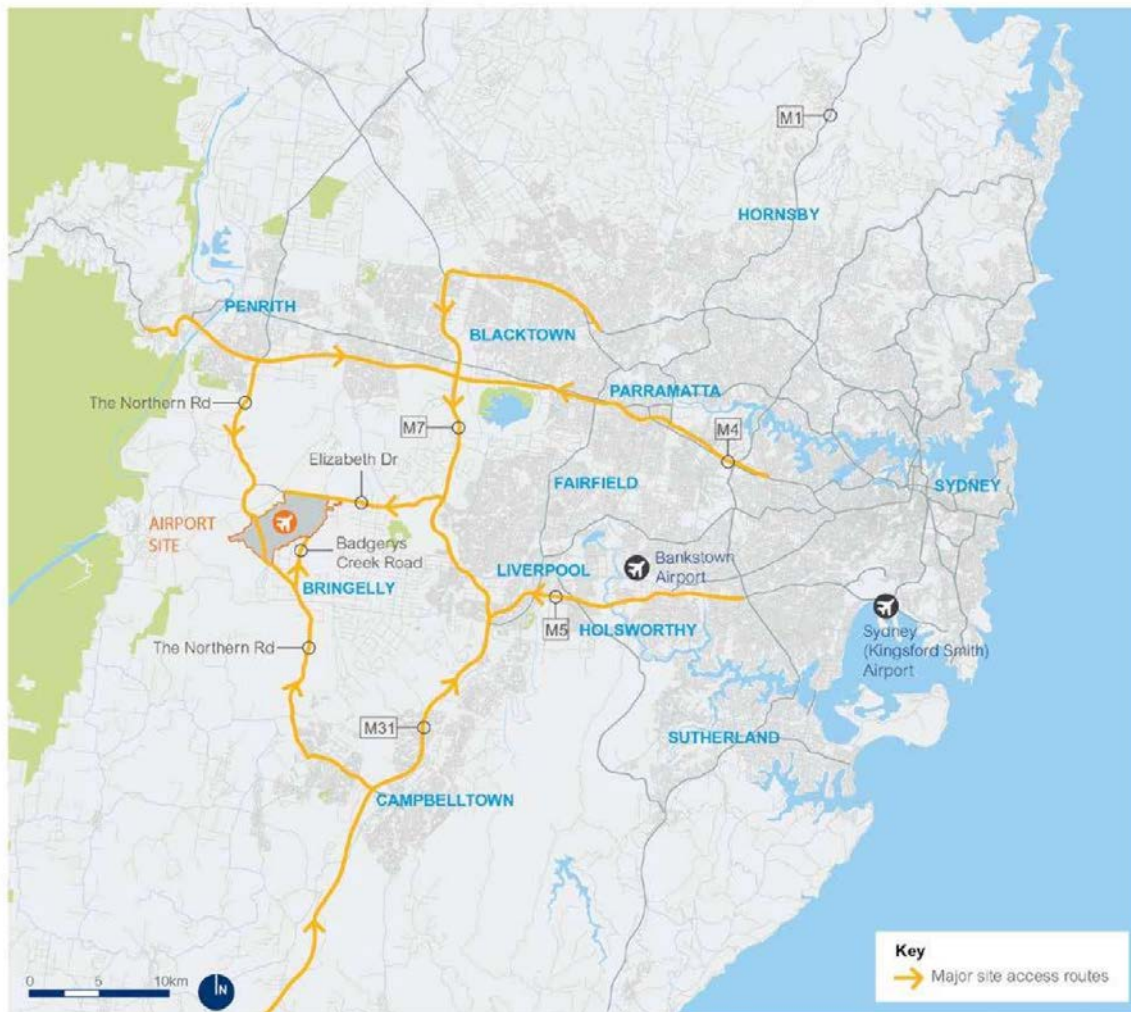 M1
HORNSBY
PENRITH
BLACKTOWN
PARRAMATTA
The Northern Rd
M7
M4
Elizabeth Dr
FAIRFIELD
SYDNEY
AIRPORT
SITE
Badgerys
Creek Road
BRINGELLY
LIVERPOOL
Bankstown
Airport
M5
HOLSWORTHY
Sydney
(Kingsford Smith)
Airport
The Northern Rd
M31
SUTHERLAND
CAMPBELLTOWN
Key
Major site access routes
0 5 10km
N